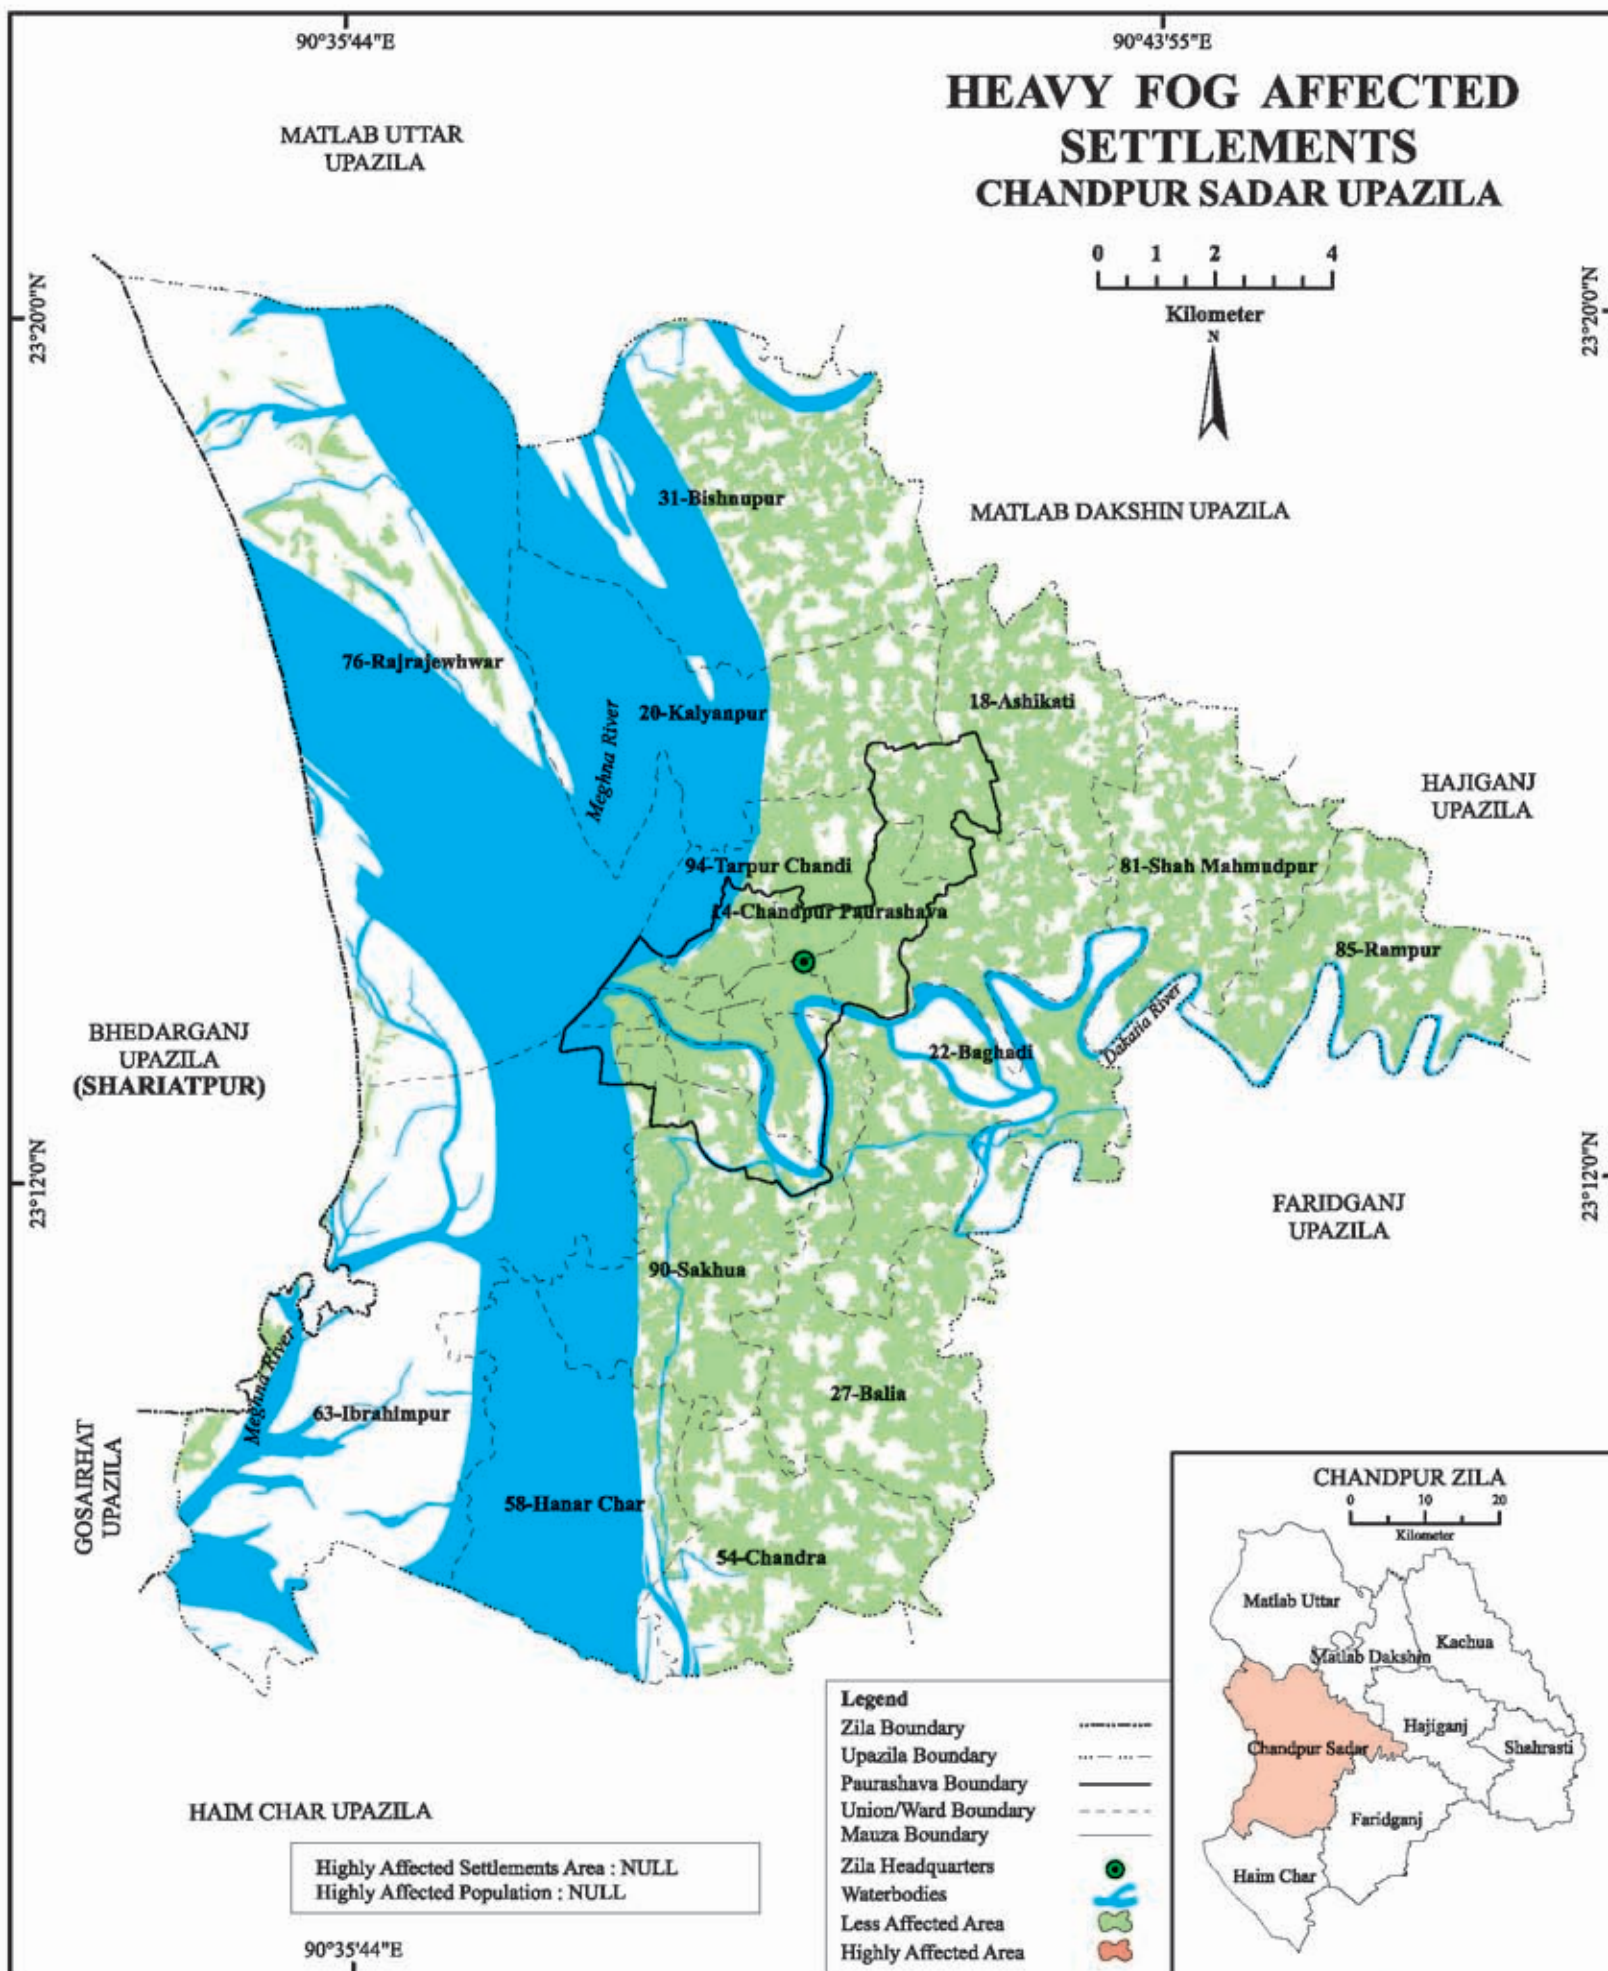 90°35'44"E
90°43'55"E
HEAVY FOG AFFECTED
SETTLEMENTS
CHANDPUR SADAR UPAZILA
MATLAB UTTAR
UPAZILA
0 1 2 4
Kilometer
N
23°20'0"N
23°20'0"N
31-Bishnupur
MATLAB DAKSHIN UPAZILA
76-Rajrajewhwar
20-Kalyanpur
18-Ashikati
Meghna River
HAJIGANJ
UPAZILA
94-Tarpur Chandi
81-Shah Mahmudpur
14-Chandpur Paurashava
85-Rampur
BHEDARGANJ
UPAZILA
(SHARIATPUR)
22-Baghadi
Dakatia River
23°12'0"N
23°12'0"N
FARIDGANJ
UPAZILA
90-Sakhua
Meghna River
27-Balia
63-Ibrahimpur
GOSAIRHAT
UPAZILA
58-Hanar Char
54-Chandra
CHANDPUR ZILA
0 10 20
Kilometer
Matlab Uttar
Kachua
Matlab Dakshin
Hajiganj
Chandpur Sadar
Shahrasti
Faridganj
Haim Char
Legend
Zila Boundary
Upazila Boundary
Paurashava Boundary
Union/Ward Boundary
Mauza Boundary
Zila Headquarters
Waterbodies
Less Affected Area
Highly Affected Area
HAIM CHAR UPAZILA
Highly Affected Settlements Area : NULL
Highly Affected Population : NULL
90°35'44"E